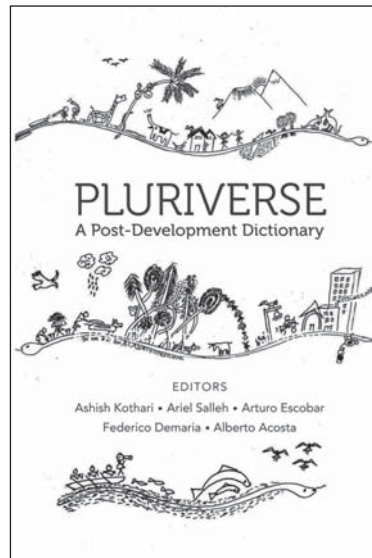 PLURIVERSE
A Post-Development Dictionary
EDITORS
Ashish Kothari • Ariel Salleh • Arturo Escobar
Federico Demaria • Alberto Acosta